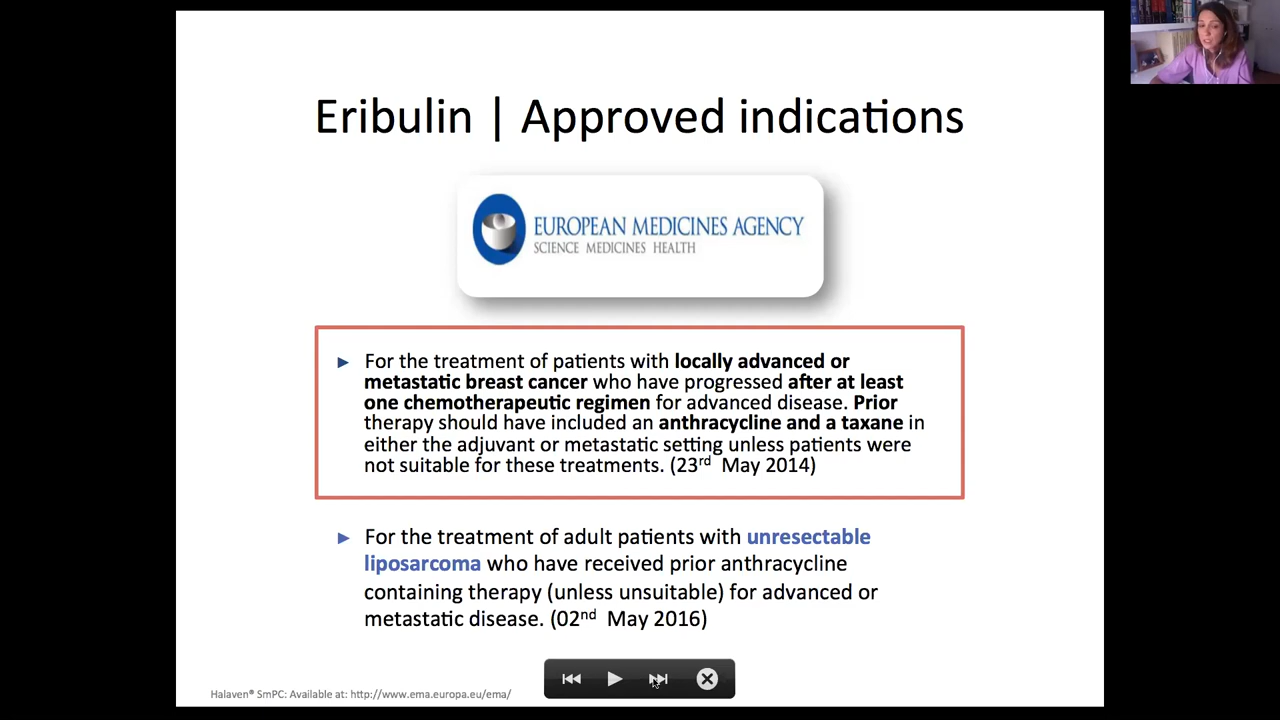 Eribulin | Approved indications
EUROPEAN MEDICINES AGENCY
SCIENCE MEDICINES HEALTH
► For the treatment of patients with locally advanced or
metastatic breast cancer who have progressed after at least
one chemotherapeutic regimen for advanced disease. Prior
therapy should have included an anthracycline and a taxane in
either the adjuvant or metastatic setting unless patients were
not suitable for these treatments. (23rd May 2014)
► For the treatment of adult patients with unresectable
liposarcoma who have received prior anthracycline
containing therapy (unless unsuitable) for advanced or
metastatic disease. (02nd May 2016)
Halaven® SmPC: Available at: http://www.ema.europa.eu/ema/